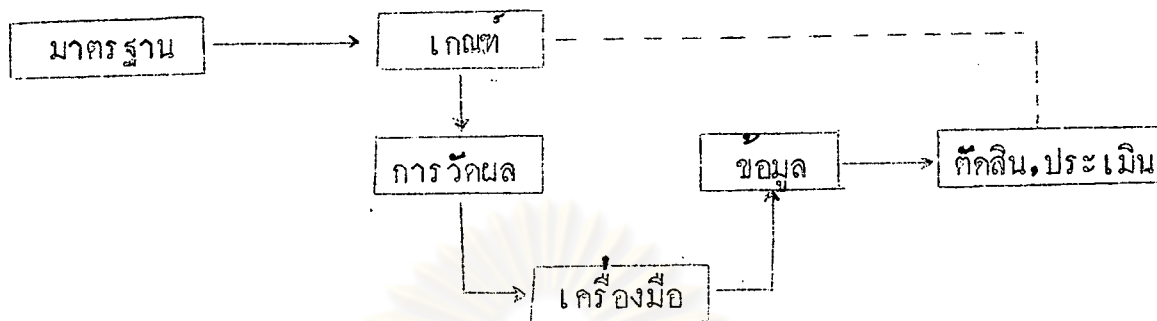 มาตรฐาน
เกณฑ์
การวัดผล
ข้อมูล
ตัดสิน,ประเมิน
เครื่องมือ